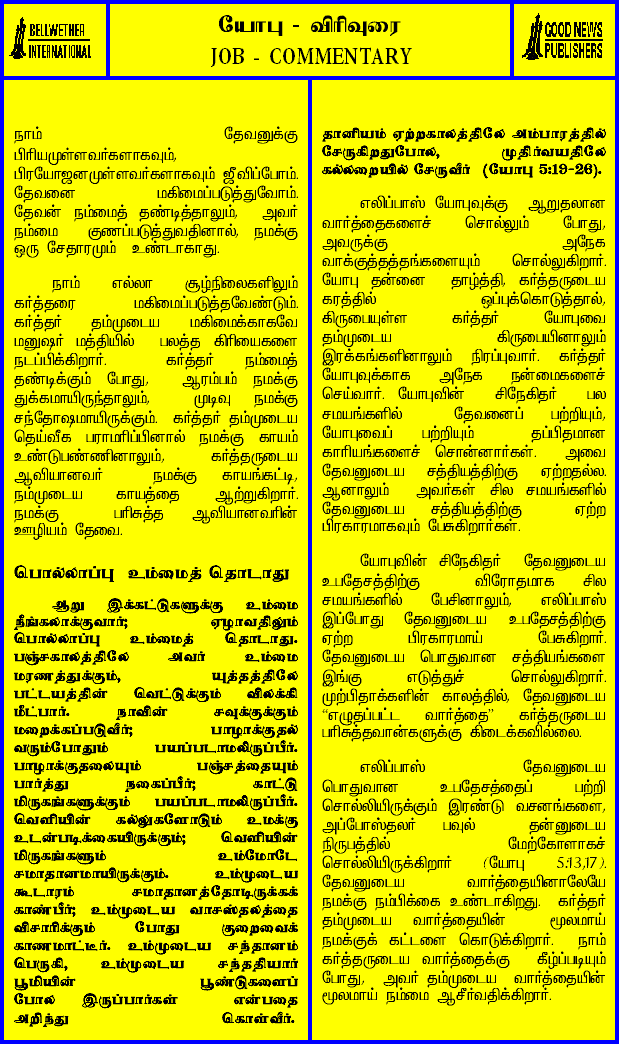 BELLWETHER
INTERNATIONAL
யோபு - விரிவுரை
JOB - COMMENTARY
GOOD NEWS
PUBLISHERS
நாம் தேவனுக்கு
பிரியமுள்ளவர்களாகவும்,
பிரயோஜனமுள்ளவர்களாகவும் ஜீவிப்போம்.
தேவனை மகிமைப்படுத்துவோம்.
தேவன் நம்மைத் தண்டித்தாலும், அவர்
நம்மை குணப்படுத்துவதினால், நமக்கு
ஒரு சேதாரமும் உண்டாகாது.
நாம் எல்லா சூழ்நிலைகளிலும்
கர்த்தரை மகிமைப்படுத்தவேண்டும்.
கர்த்தர் தம்முடைய மகிமைக்காகவே
மனுஷர் மத்தியில் பலத்த கிரியைகளை
நடப்பிக்கிறார். கர்த்தர் நம்மைத்
தண்டிக்கும் போது, ஆரம்பம் நமக்கு
துக்கமாயிருந்தாலும், முடிவு நமக்கு
சந்தோஷமாயிருக்கும். கர்த்தர் தம்முடைய
தெய்வீக பராமரிப்பினால் நமக்கு காயம்
உண்டுபண்ணினாலும், கர்த்தருடைய
ஆவியானவர் நமக்கு காயங்கட்டி,
நம்முடைய காயத்தை ஆற்றுகிறார்.
நமக்கு பரிசுத்த ஆவியானவரின்
ஊழியம் தேவை.
பொல்லாப்பு உம்மைத் தொடாது
ஆறு இக்கட்டுகளுக்கு உம்மை
நீங்கலாக்குவார்; ஏழாவதிலும்
பொல்லாப்பு உம்மைத் தொடாது.
பஞ்சகாலத்திலே அவர் உம்மை
மரணத்துக்கும், யுத்தத்திலே
பட்டயத்தின் வெட்டுக்கும் விலக்கி
மீட்பார். நாவின் சவுக்குக்கும்
மறைக்கப்படுவீர்; பாழாக்குதல்
வரும்போதும் பயப்படாமலிருப்பீர்.
பாழாக்குதலையும் பஞ்சத்தையும்
பார்த்து நகைப்பீர்; காட்டு
மிருகங்களுக்கும் பயப்படாமலிருப்பீர்.
வெளியின் கல்லுகளோடும் உமக்கு
உடன்படிக்கையிருக்கும்; வெளியின்
மிருகங்களும் உம்மோடே
சமாதானமாயிருக்கும். உம்முடைய
கூடாரம் சமாதானத்தோடிருக்கக்
காண்பீர்; உம்முடைய வாசஸ்தலத்தை
விசாரிக்கும் போது குறைவைக்
காணமாட்டீர். உம்முடைய சந்தானம்
பெருகி, உம்முடைய சந்ததியார்
பூமியின் பூண்டுகளைப்
போல இருப்பார்கள் என்பதை
அறிந்து கொள்வீர்.
தானியம் ஏற்றகாலத்திலே அம்பாரத்தில்
சேருகிறதுபோல, முதிர்வயதிலே
கல்லறையில் சேருவீர் (யோபு 5:19-26).
எலிப்பாஸ் யோபுவுக்கு ஆறுதலான
வார்த்தைகளைச் சொல்லும் போது,
அவருக்கு அநேக
வாக்குத்தத்தங்களையும் சொல்லுகிறார்.
யோபு தன்னை தாழ்த்தி, கர்த்தருடைய
கரத்தில் ஒப்புக்கொடுத்தால்,
கிருபையுள்ள கர்த்தர் யோபுவை
தம்முடைய கிருபையினாலும்
இரக்கங்களினாலும் நிரப்புவார். கர்த்தர்
யோபுவுக்காக அநேக நன்மைகளைச்
செய்வார். யோபுவின் சிநேகிதர் பல
சமயங்களில் தேவனைப் பற்றியும்,
யோபுவைப் பற்றியும் தப்பிதமான
காரியங்களைச் சொன்னார்கள். அவை
தேவனுடைய சத்தியத்திற்கு ஏற்றதல்ல.
ஆனாலும் அவர்கள் சில சமயங்களில்
தேவனுடைய சத்தியத்திற்கு ஏற்ற
பிரகாரமாகவும் பேசுகிறார்கள்.
யோபுவின் சிநேகிதர் தேவனுடைய
உபதேசத்திற்கு விரோதமாக சில
சமயங்களில் பேசினாலும், எலிப்பாஸ்
இப்போது தேவனுடைய உபதேசத்திற்கு
ஏற்ற பிரகாரமாய் பேசுகிறார்.
தேவனுடைய பொதுவான சத்தியங்களை
இங்கு எடுத்துச் சொல்லுகிறார்.
முற்பிதாக்களின் காலத்தில், தேவனுடைய
“எழுதப்பட்ட வார்த்தை” கர்த்தருடைய
பரிசுத்தவான்களுக்கு கிடைக்கவில்லை.
எலிப்பாஸ் தேவனுடைய
பொதுவான உபதேசத்தைப் பற்றி
சொல்லியிருக்கும் இரண்டு வசனங்களை,
அப்போஸ்தலர் பவுல் தன்னுடைய
நிருபத்தில் மேற்கோளாகச்
சொல்லியிருக்கிறார் (யோபு 5:13,17).
தேவனுடைய வார்த்தையினாலேயே
நமக்கு நம்பிக்கை உண்டாகிறது. கர்த்தர்
தம்முடைய வார்த்தையின் மூலமாய்
நமக்குக் கட்டளை கொடுக்கிறார். நாம்
கர்த்தருடைய வார்த்தைக்கு கீழ்ப்படியும்
போது, அவர் தம்முடைய வார்த்தையின்
மூலமாய் நம்மை ஆசீர்வதிக்கிறார்.